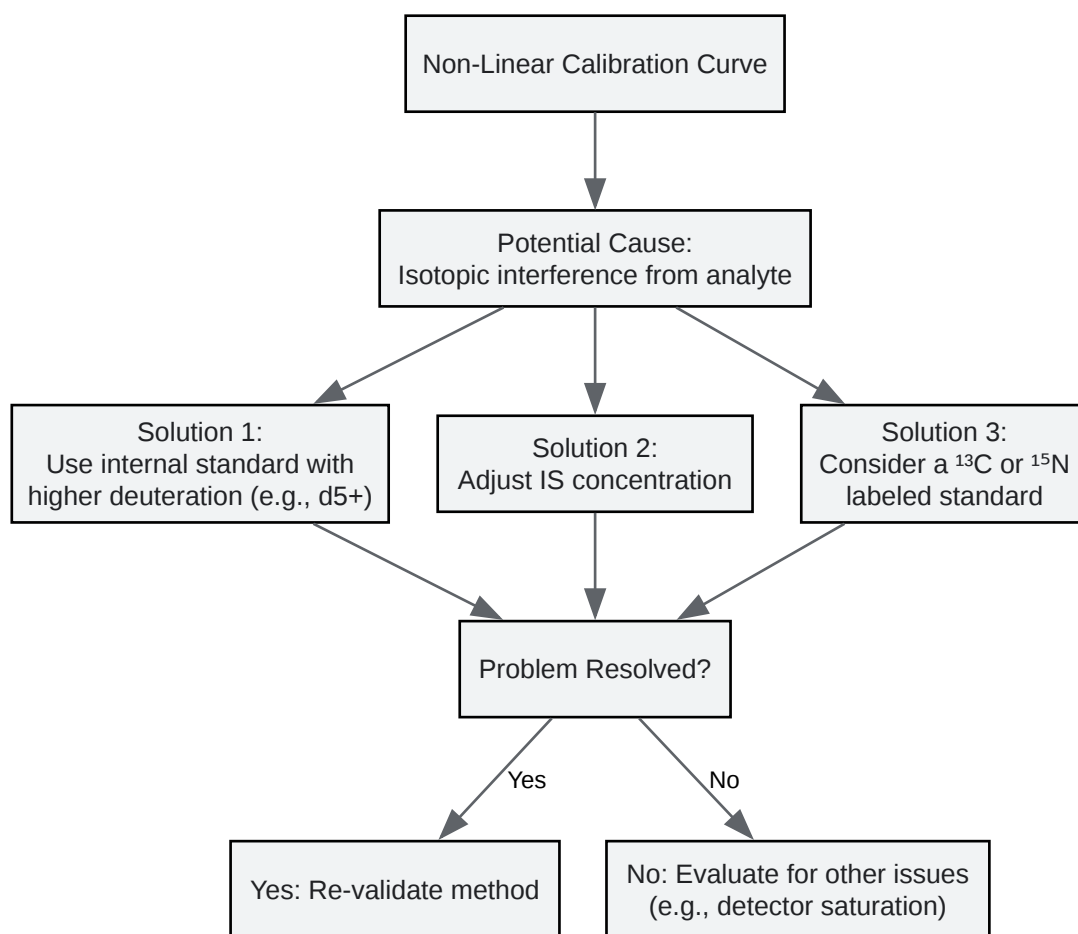 Non-Linear Calibration Curve
Potential Cause:
Isotopic interference from analyte
Solution 1:
Use internal standard with
higher deuteration (e.g., d5+)
Solution 2:
Adjust IS concentration
Solution 3:
Consider a ¹³C or ¹⁵N
labeled standard
Problem Resolved?
Yes
No
Yes: Re-validate method
No: Evaluate for other issues
(e.g., detector saturation)